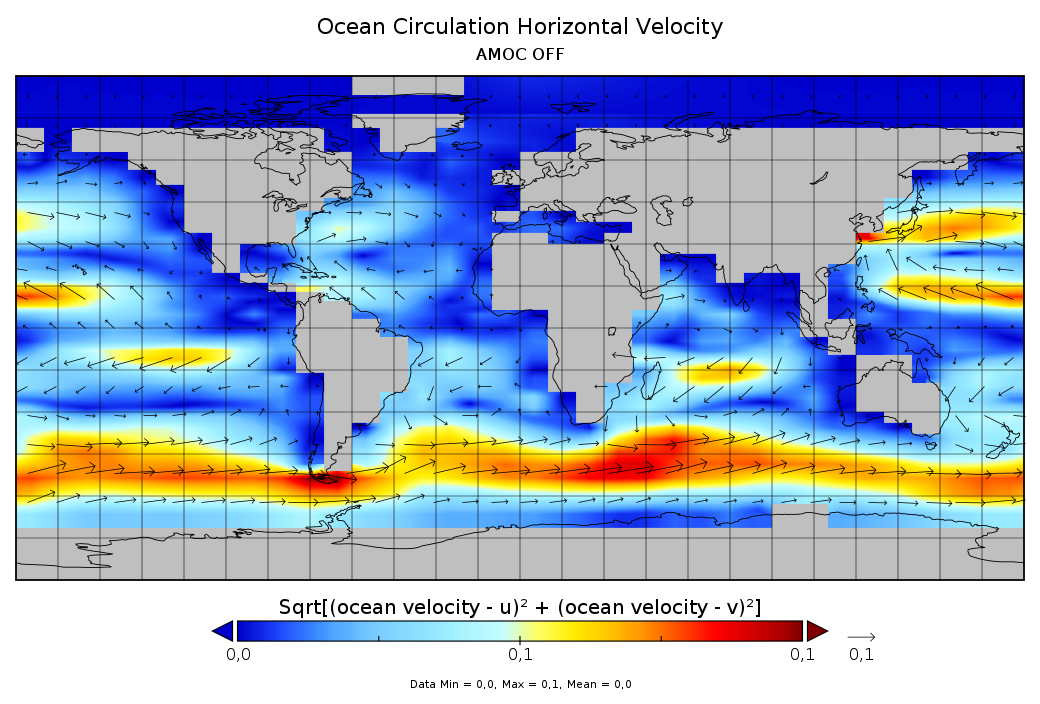 Ocean Circulation Horizontal Velocity
AMOC OFF
Sqrt[(ocean velocity - u)² + (ocean velocity - v)²]
0,0 0,1 0,1 0,1
Data Min = 0,0, Max = 0,1, Mean = 0,0